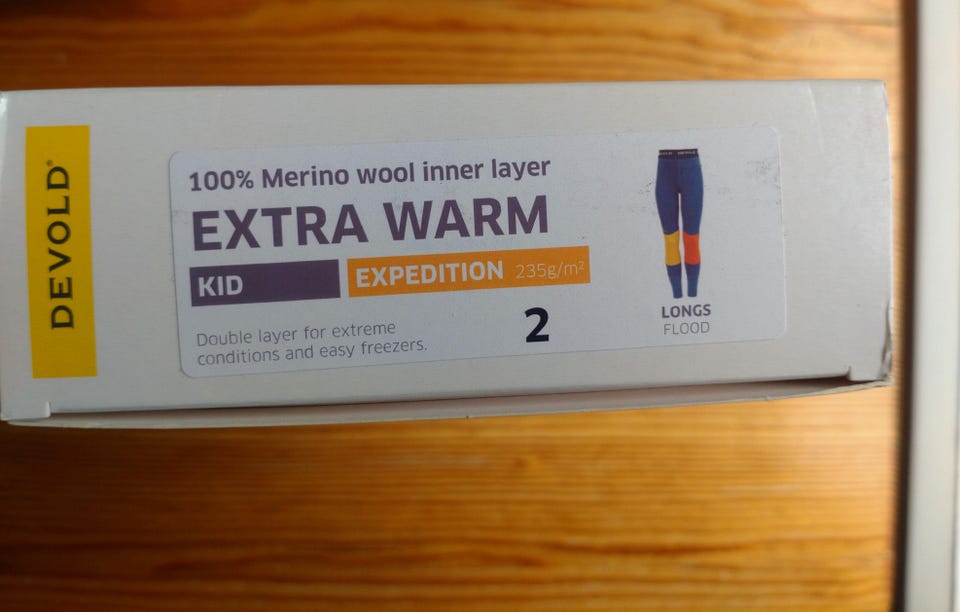 DEVOLD®
100% Merino wool inner layer
EXTRA WARM
KID
EXPEDITION 235g/m²
Double layer for extreme
conditions and easy freezers.
2
LONGS
FLOOD